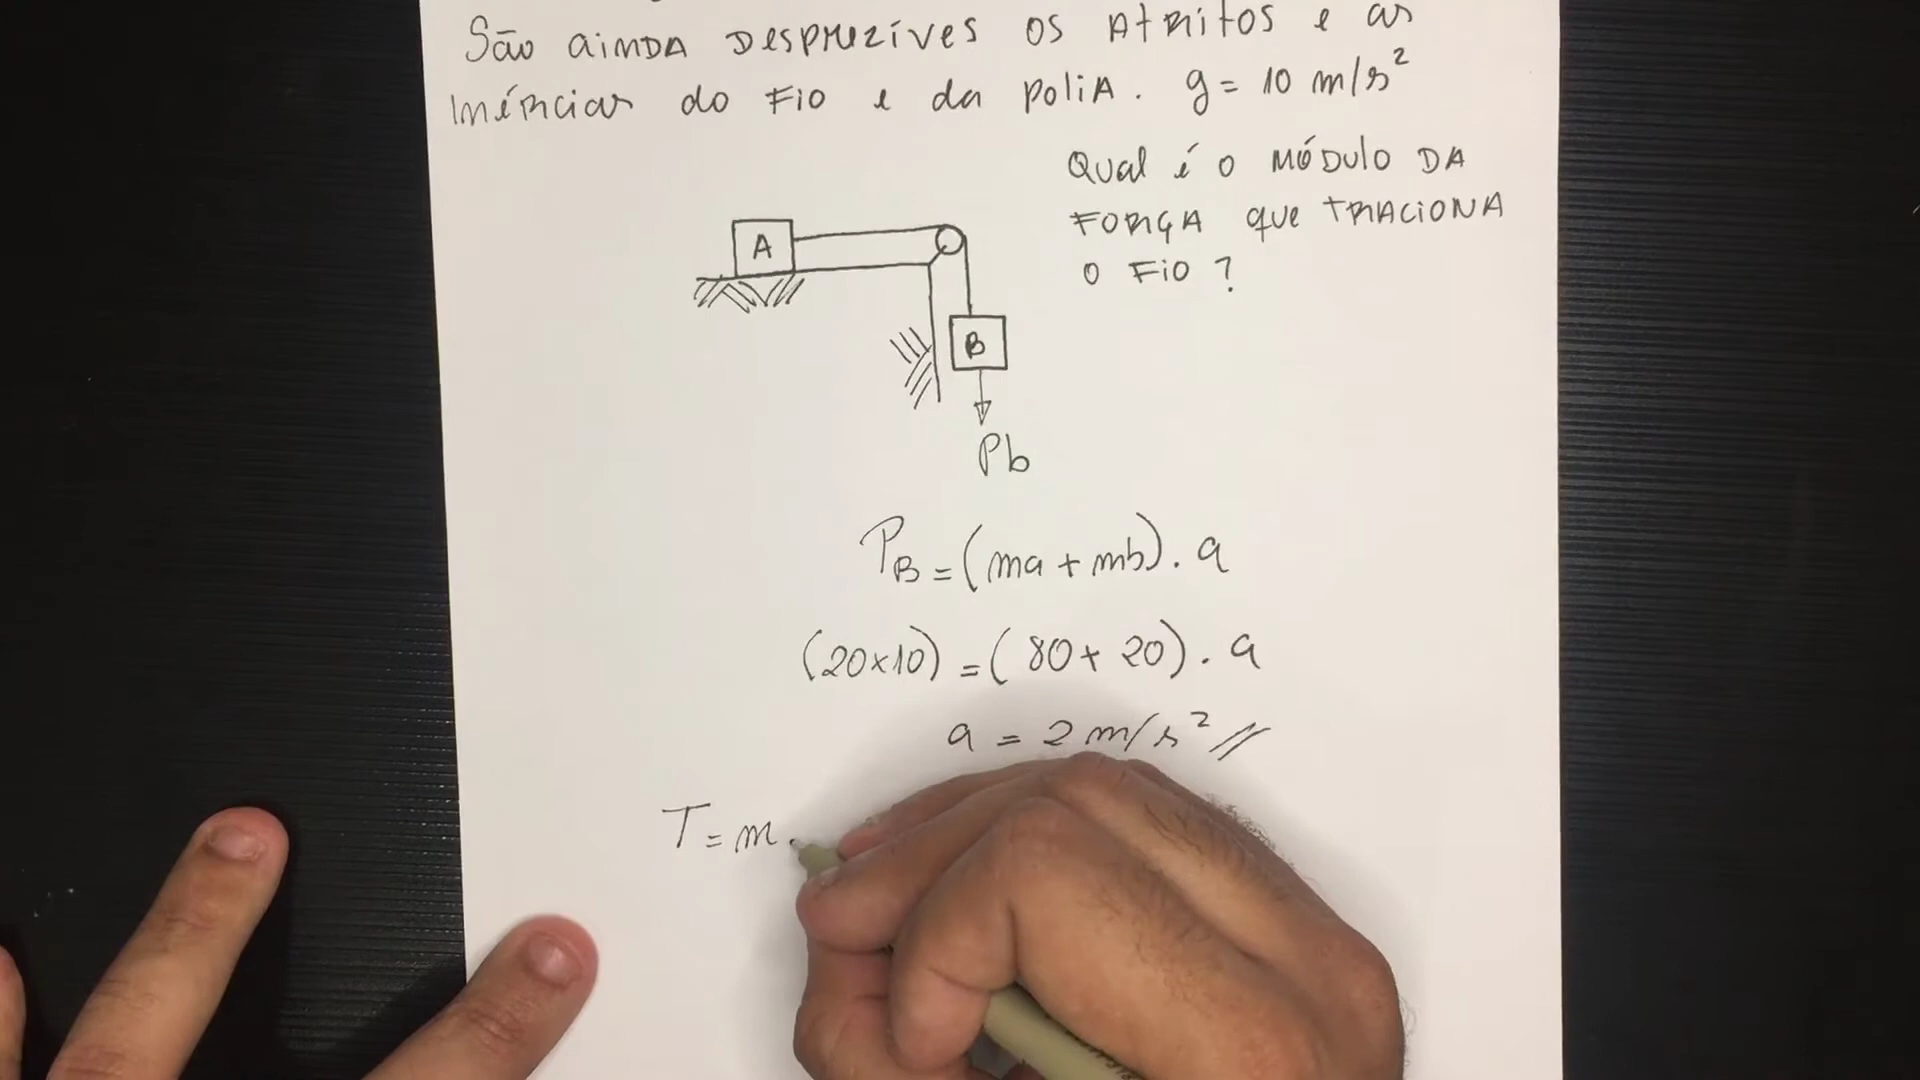 São ainda desprezíves os atritos e as
inércias do fio e da polia. g = 10 m/s²
Qual é o módulo da
força que traciona
o fio?
A
B
Pb
PB = (ma + mb) . a
(20x10) = (80 + 20) . a
a = 2 m/s² //
T = m .